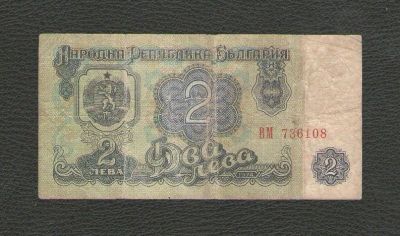 Народна Република България
2
ВМ 736108
2
ЛЕВА
Два
лева
2